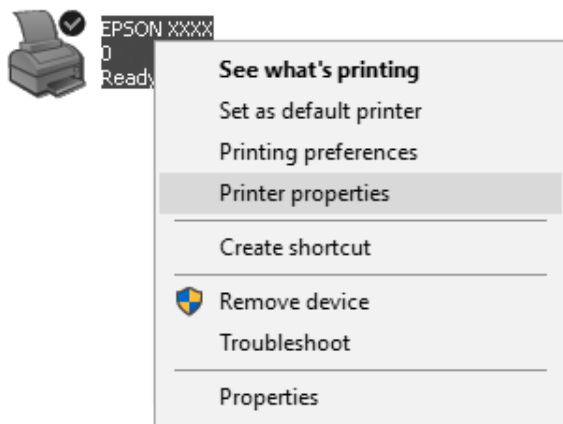 EPSON XXXX
0
Ready
See what's printing
Set as default printer
Printing preferences
Printer properties
Create shortcut
Remove device
Troubleshoot
Properties